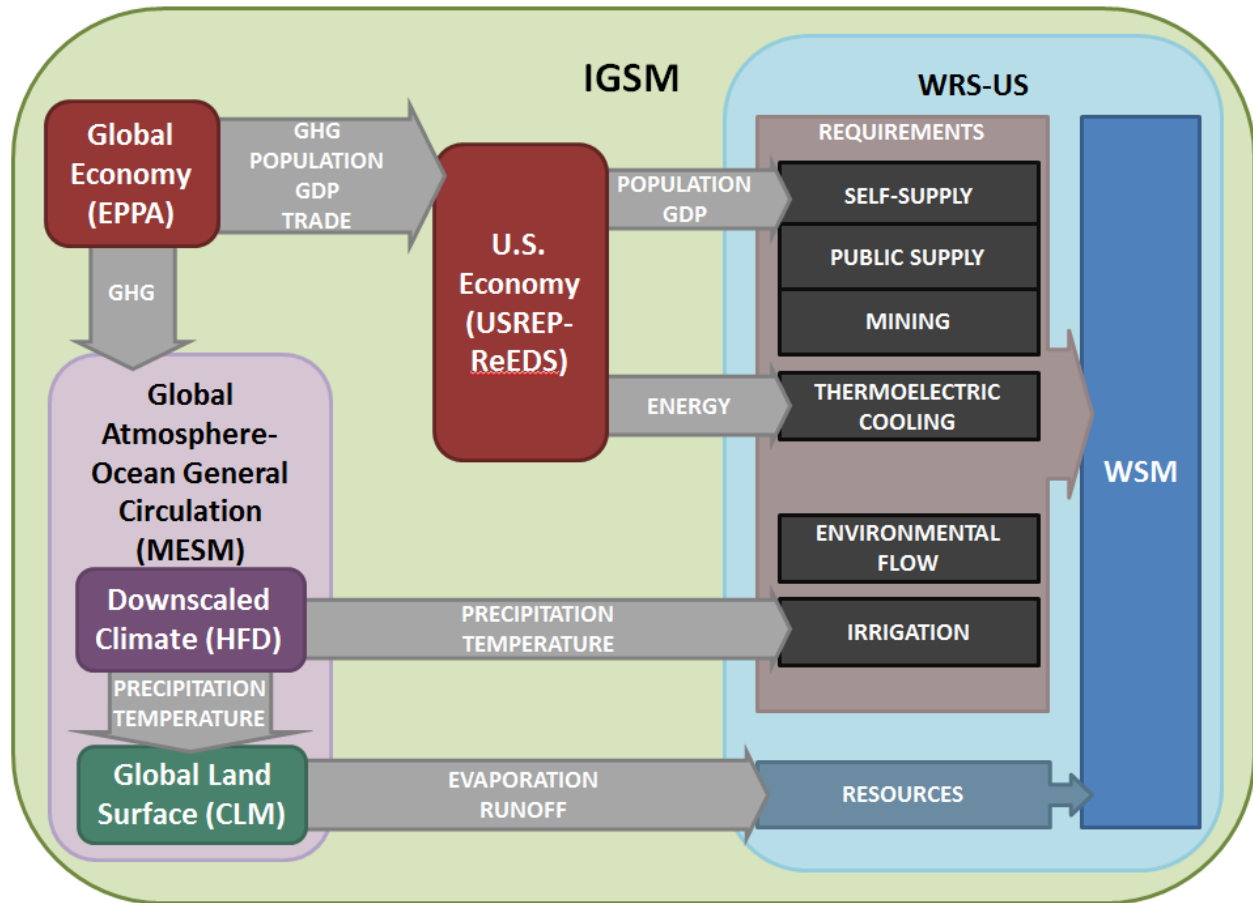 IGSM
WRS-US
Global
Economy
(EPPA)
GHG
POPULATION
GDP
TRADE
GHG
U.S.
Economy
(USREP-
ReEDS)
POPULATION
GDP
ENERGY
REQUIREMENTS
SELF-SUPPLY
PUBLIC SUPPLY
MINING
THERMOELECTRIC
COOLING
ENVIRONMENTAL
FLOW
IRRIGATION
WSM
Global
Atmosphere-
Ocean General
Circulation
(MESM)
Downscaled
Climate (HFD)
PRECIPITATION
TEMPERATURE
PRECIPITATION
TEMPERATURE
Global Land
Surface (CLM)
EVAPORATION
RUNOFF
RESOURCES